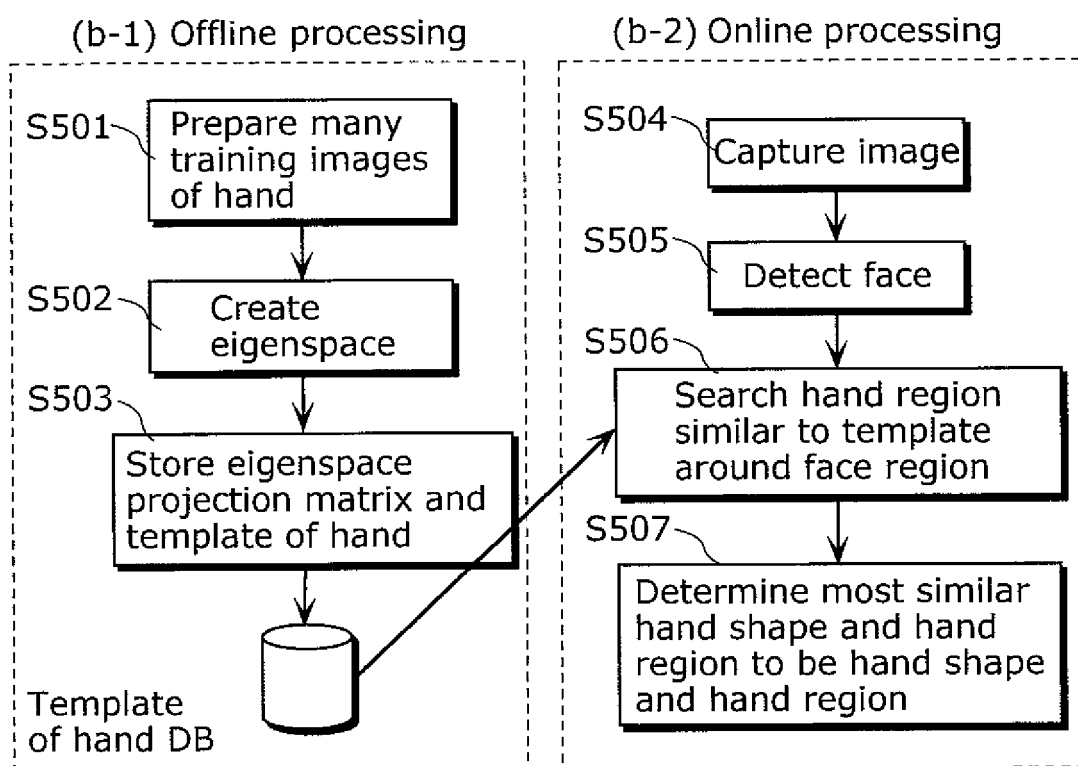 (b-1) Offline processing
S501
Prepare many
training images
of hand
S502
Create
eigenspace
S503
Store eigenspace
projection matrix and
template of hand
Template
of hand DB
(b-2) Online processing
S504
Capture image
S505
Detect face
S506
Search hand region
similar to template
around face region
S507
Determine most similar
hand shape and hand
region to be hand shape
and hand region